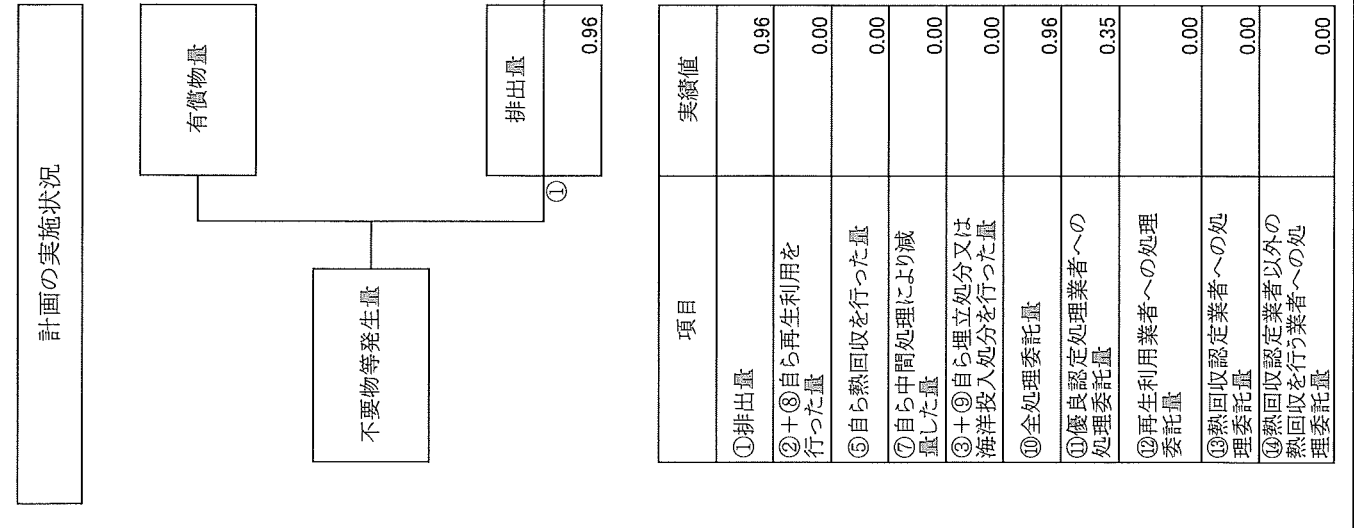 計画の実施状況
不要物等発生量
有償物量
排出量
①
0.96
項目
実績値
①排出量
0.96
②+⑧自ら再生利用を
行った量
0.00
⑤自ら熱回収を行った量
0.00
⑦自ら中間処理により減
量した量
0.00
③+⑨自ら埋立処分又は
海洋投入処分を行った量
0.00
⑩全処理委託量
0.96
⑪優良認定処理業者への
処理委託量
0.35
⑫再生利用業者への処理
委託量
0.00
⑬熱回収認定業者への処
理委託量
0.00
⑭熱回収認定業者以外の
熱回収を行う業者への処
理委託量
0.00